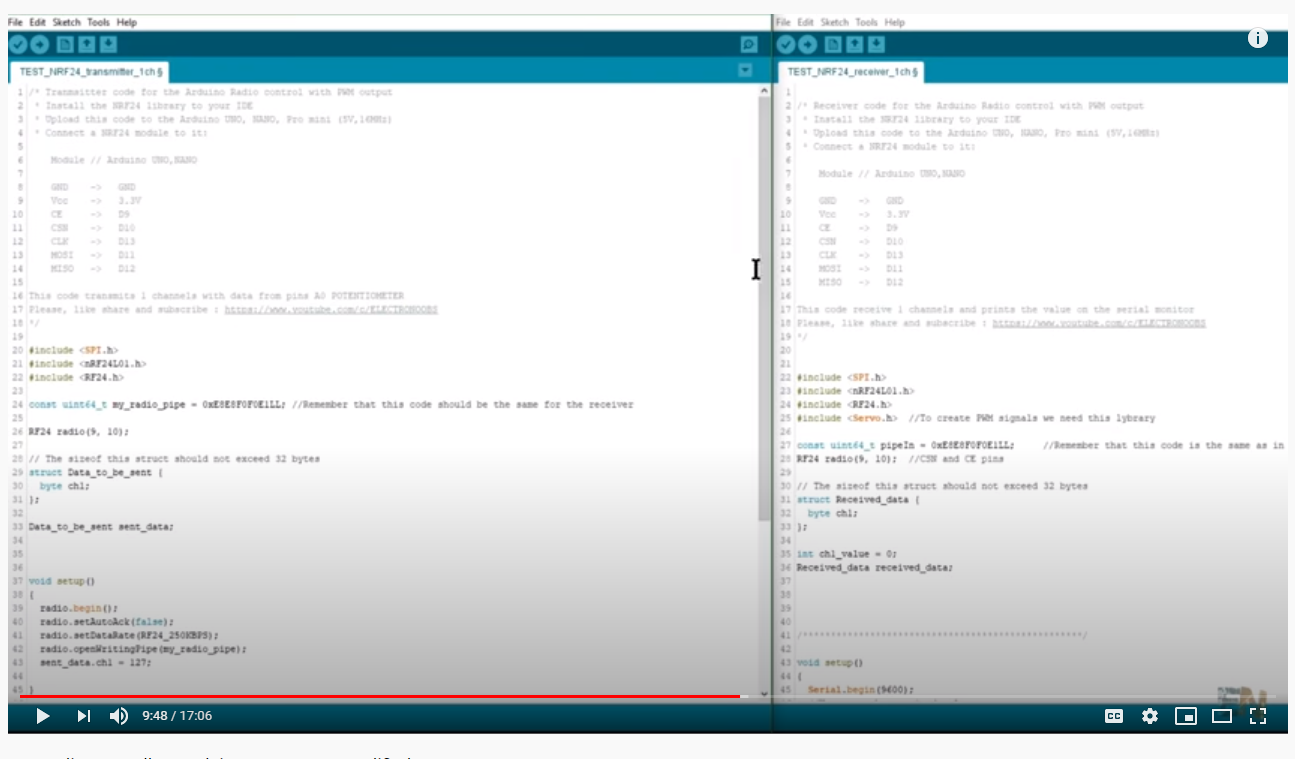 File Edit Sketch Tools Help
TEST_NRF24_transmitter_1ch §
1 /* Transmitter code for the Arduino Radio control with PWM output
2 * Install the NRF24 library to your IDE
3 * Upload this code to the Arduino UNO, NANO, Pro mini (5V,16MHz)
4 * Connect a NRF24 module to it:
5
6 Module // Arduino UNO,NANO
7
8 GND -> GND
9 Vcc -> 3.3V
10 CE -> D9
11 CSN -> D10
12 CLK -> D13
13 MOSI -> D11
14 MISO -> D12
15
16 This code transmits 1 channels with data from pins A0 POTENTIOMETER
17 Please, like share and subscribe : https://www.youtube.com/c/ELECTRONOOBS
18 */
19
20 #include <SPI.h>
21 #include <nRF24L01.h>
22 #include <RF24.h>
23
24 const uint64_t my_radio_pipe = 0xE8E8F0F0E1LL; //Remember that this code should be the same for the receiver
25
26 RF24 radio(9, 10);
27
28 // The sizeof this struct should not exceed 32 bytes
29 struct Data_to_be_sent {
30 byte ch1;
31 };
32
33 Data_to_be_sent sent_data;
34
35
36
37 void setup()
38 {
39 radio.begin();
40 radio.setAutoAck(false);
41 radio.setDataRate(RF24_250KBPS);
42 radio.openWritingPipe(my_radio_pipe);
43 sent_data.ch1 = 127;
44
45 }
File Edit Sketch Tools Help
TEST_NRF24_receiver_1ch §
1
2 /* Receiver code for the Arduino Radio control with PWM output
3 * Install the NRF24 library to your IDE
4 * Upload this code to the Arduino UNO, NANO, Pro mini (5V,16MHz)
5 * Connect a NRF24 module to it:
6
7 Module // Arduino UNO,NANO
8
9 GND -> GND
10 Vcc -> 3.3V
11 CE -> D9
12 CSN -> D10
13 CLK -> D13
14 MOSI -> D11
15 MISO -> D12
16
17 This code receive 1 channels and prints the value on the serial monitor
18 Please, like share and subscribe : https://www.youtube.com/c/ELECTRONOOBS
19 */
20
21
22 #include <SPI.h>
23 #include <nRF24L01.h>
24 #include <RF24.h>
25 #include <Servo.h> //To create PWM signals we need this lybrary
26
27 const uint64_t pipeIn = 0xE8E8F0F0E1LL; //Remember that this code is the same as in
28 RF24 radio(9, 10); //CSN and CE pins
29
30 // The sizeof this struct should not exceed 32 bytes
31 struct Received_data {
32 byte ch1;
33 };
34
35 int ch1_value = 0;
36 Received_data received_data;
37
38
39
40
41 /**************************************************/
42
43 void setup()
44 {
45 Serial.begin(9600);
9:48 / 17:06
CC